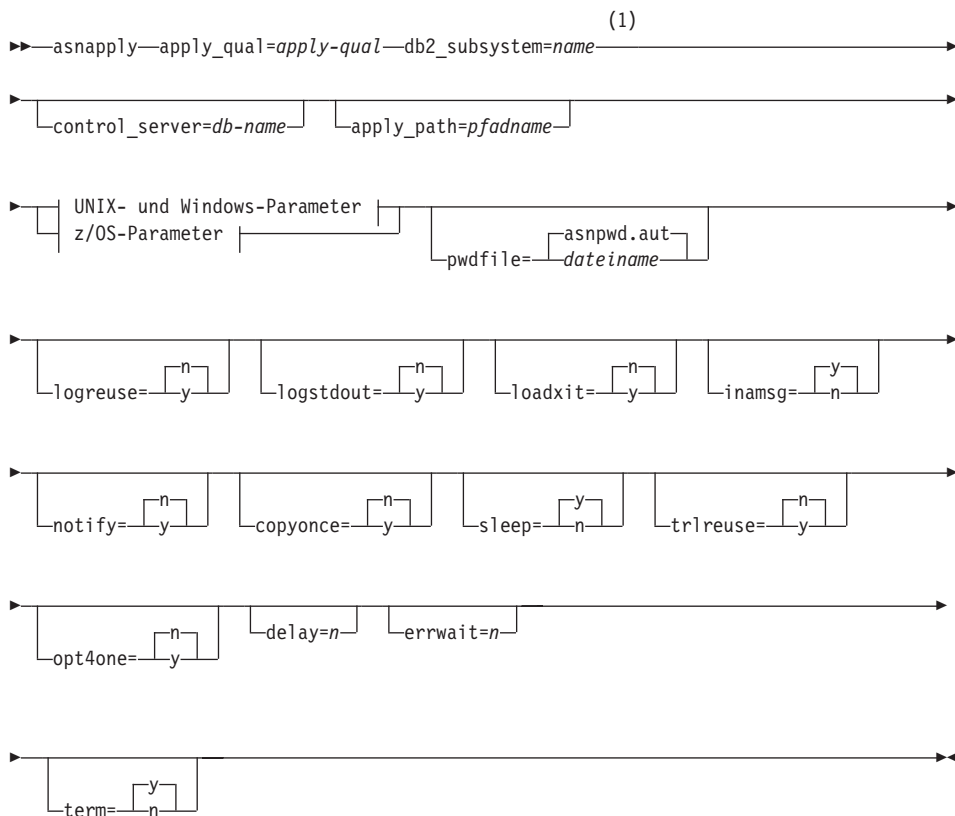 (1)
asnapply apply_qual=apply-qual db2_subsystem=name
control_server=db-name apply_path=pfadname
UNIX- und Windows-Parameter
z/OS-Parameter
asnpwd.aut
pwdfile= dateiname
n n n y
logreuse= y logstdout= y loadxit= y inamsg= n
n n y n
notify= y copyonce= y sleep= n trlreuse= y
delay=n errwait=n
n
opt4one= y
y
term= n